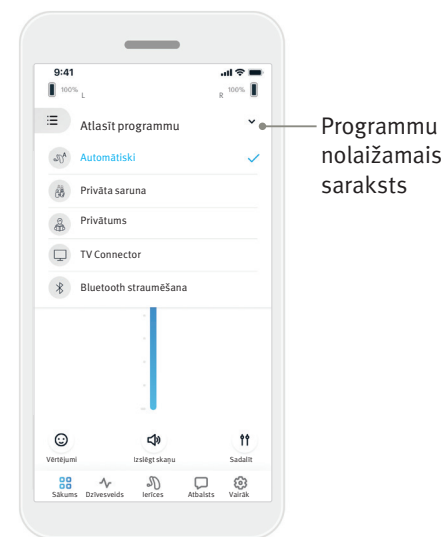 9:41
100% L
R 100%
Atlasīt programmu
Automātiski
Privāta saruna
Privātums
TV Connector
Bluetooth straumēšana
Programmu
nolaižamais
saraksts
Vērtējumi
Izslēgt skaņu
Sadalīt
Sākums
Dzīvesveids
Ierīces
Atbalsts
Vairāk